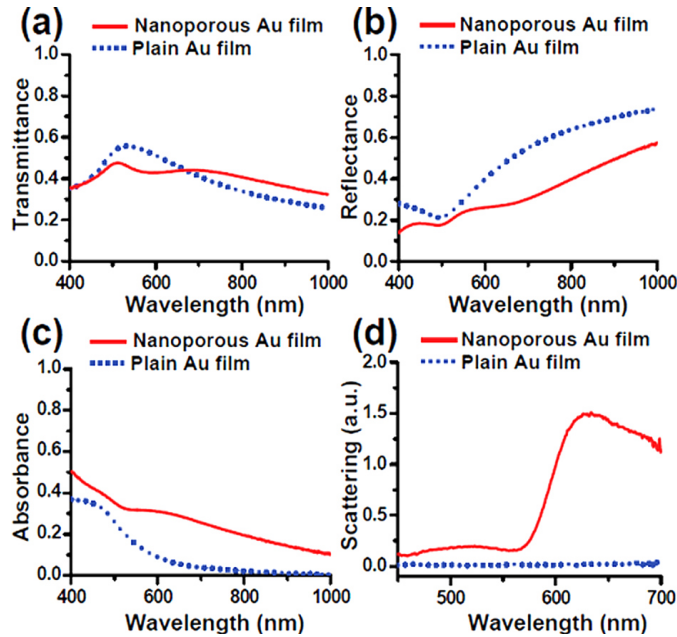 (a)
Nanoporous Au film
Plain Au film
1.0
0.8
0.6
0.4
0.2
0.0
Transmittance
400 600 800 1000
Wavelength (nm)
(b)
Nanoporous Au film
Plain Au film
1.0
0.8
0.6
0.4
0.2
0.0
Reflectance
400 600 800 1000
Wavelength (nm)
(c)
Nanoporous Au film
Plain Au film
1.0
0.8
0.6
0.4
0.2
0.0
Absorbance
400 600 800 1000
Wavelength (nm)
(d)
Nanoporous Au film
Plain Au film
2.0
1.5
1.0
0.5
0.0
Scattering (a.u.)
500 600 700
Wavelength (nm)